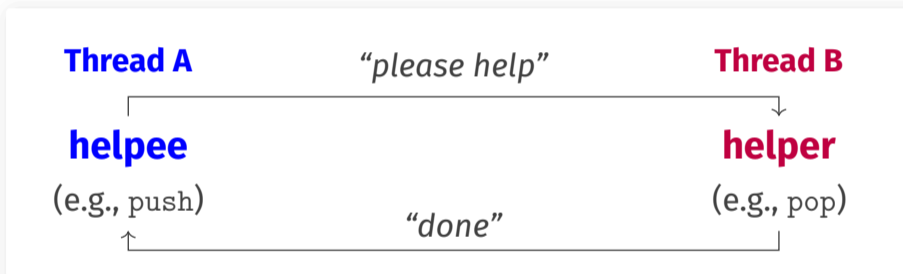 Thread A
“please help”
Thread B
helpee
helper
(e.g., push)
(e.g., pop)
“done”